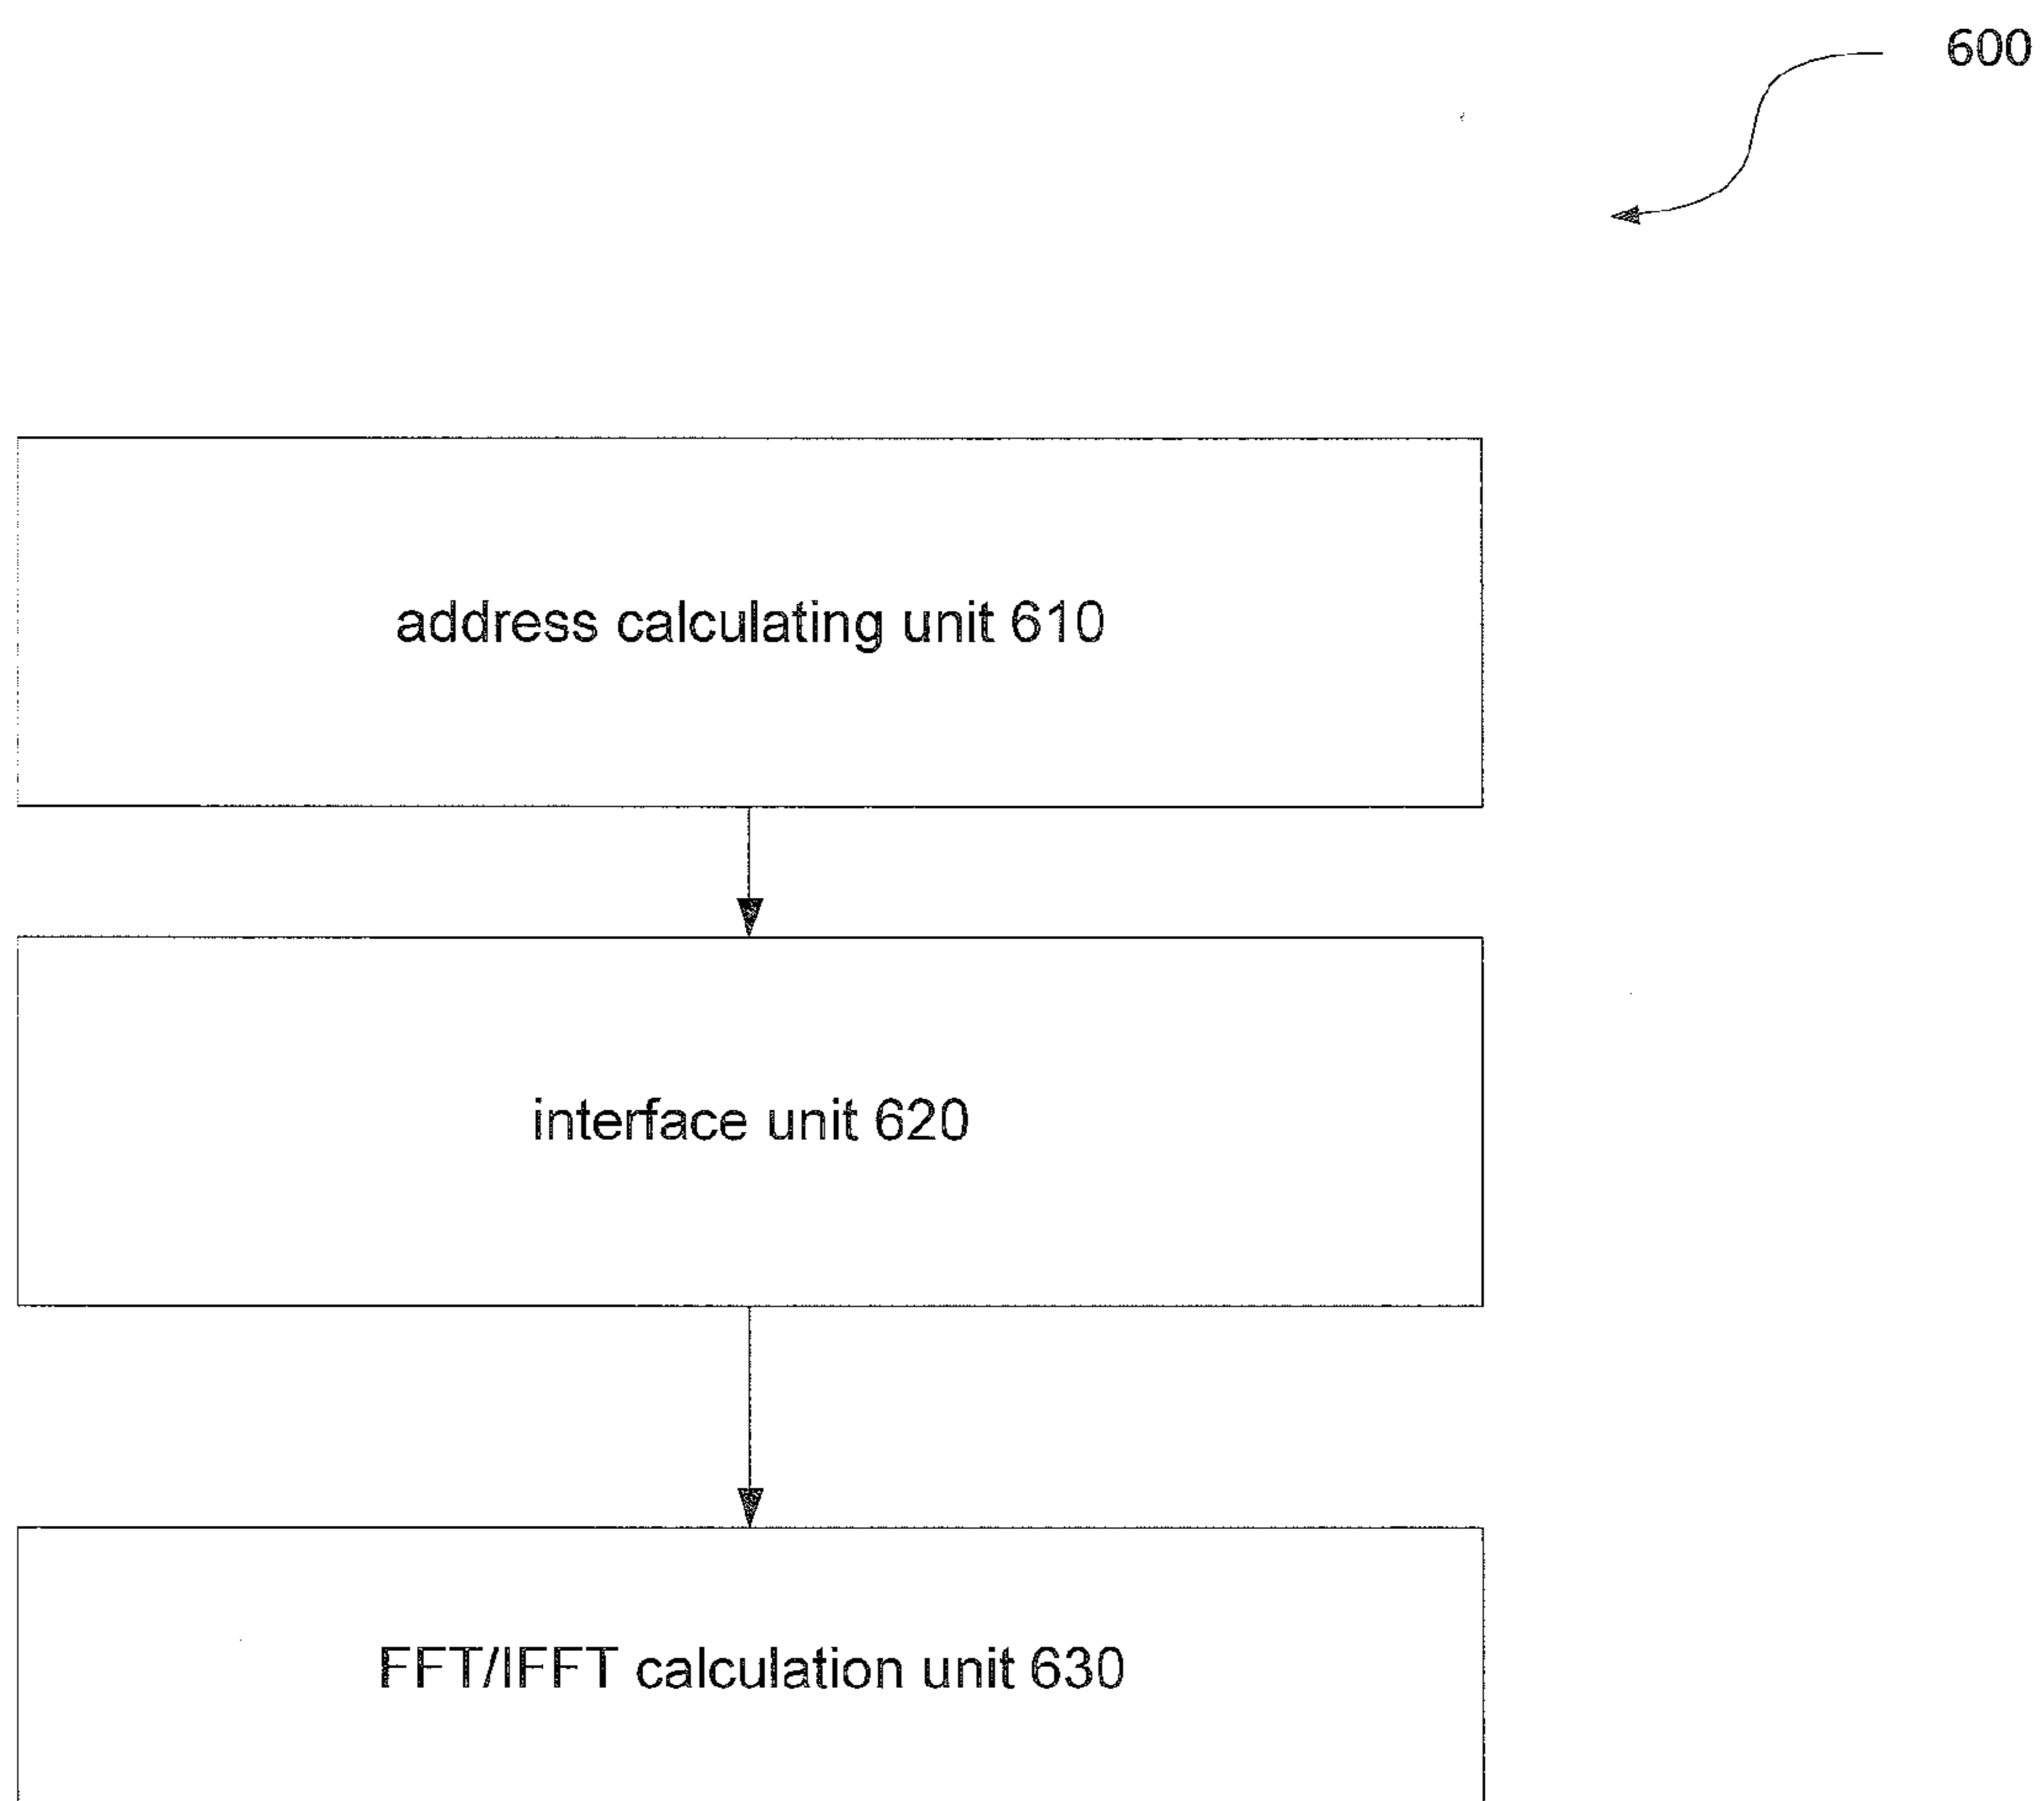 600
address calculating unit 610
interface unit 620
FFT/IFFT calculation unit 630